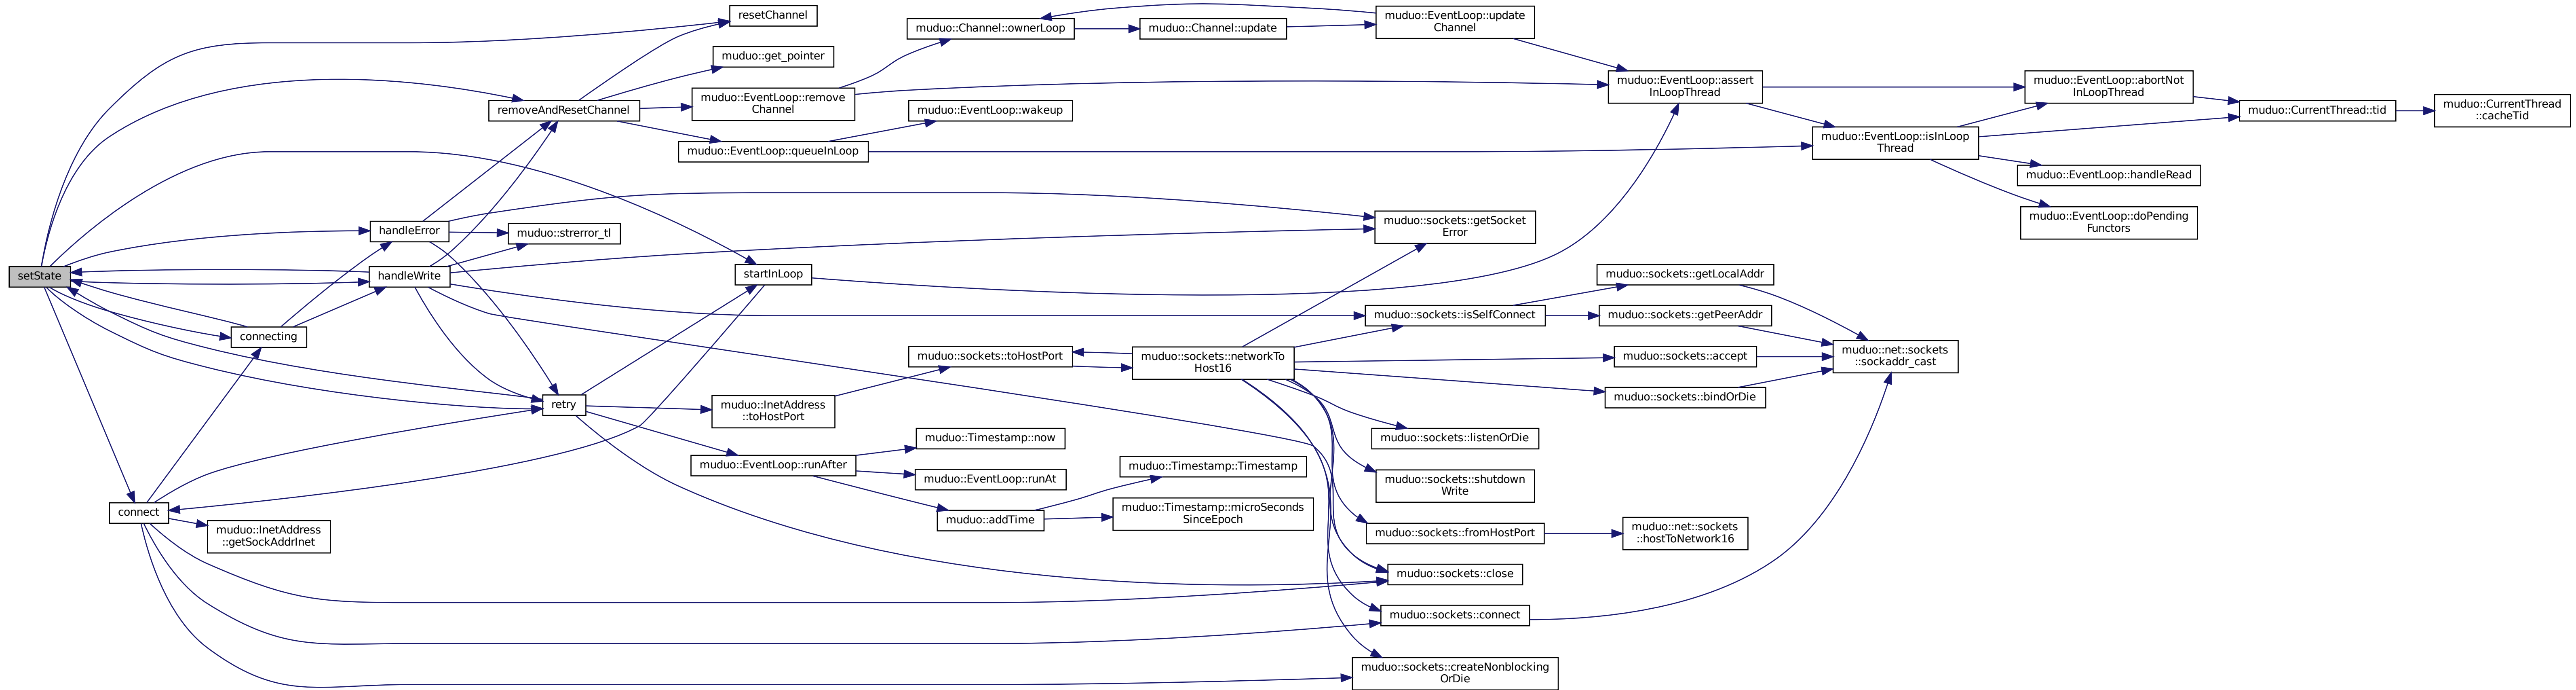 setState
resetChannel
muduo::get_pointer
removeAndResetChannel
muduo::EventLoop::remove
Channel
muduo::EventLoop::queueInLoop
muduo::Channel::ownerLoop
muduo::Channel::update
muduo::EventLoop::update
Channel
muduo::EventLoop::wakeup
muduo::EventLoop::assert
InLoopThread
muduo::EventLoop::abortNot
InLoopThread
muduo::EventLoop::isInLoop
Thread
muduo::CurrentThread::tid
muduo::CurrentThread
::cacheTid
muduo::EventLoop::handleRead
muduo::EventLoop::doPending
Functors
handleError
muduo::strerror_tl
handleWrite
connecting
startInLoop
muduo::sockets::getSocket
Error
muduo::sockets::isSelfConnect
muduo::sockets::getLocalAddr
muduo::sockets::getPeerAddr
muduo::sockets::toHostPort
muduo::sockets::networkTo
Host16
muduo::sockets::accept
muduo::net::sockets
::sockaddr_cast
muduo::sockets::bindOrDie
retry
muduo::InetAddress
::toHostPort
muduo::Timestamp::now
muduo::sockets::listenOrDie
muduo::EventLoop::runAfter
muduo::EventLoop::runAt
muduo::Timestamp::Timestamp
muduo::sockets::shutdown
Write
connect
muduo::InetAddress
::getSockAddrInet
muduo::addTime
muduo::Timestamp::microSeconds
SinceEpoch
muduo::sockets::fromHostPort
muduo::net::sockets
::hostToNetwork16
muduo::sockets::close
muduo::sockets::connect
muduo::sockets::createNonblocking
OrDie